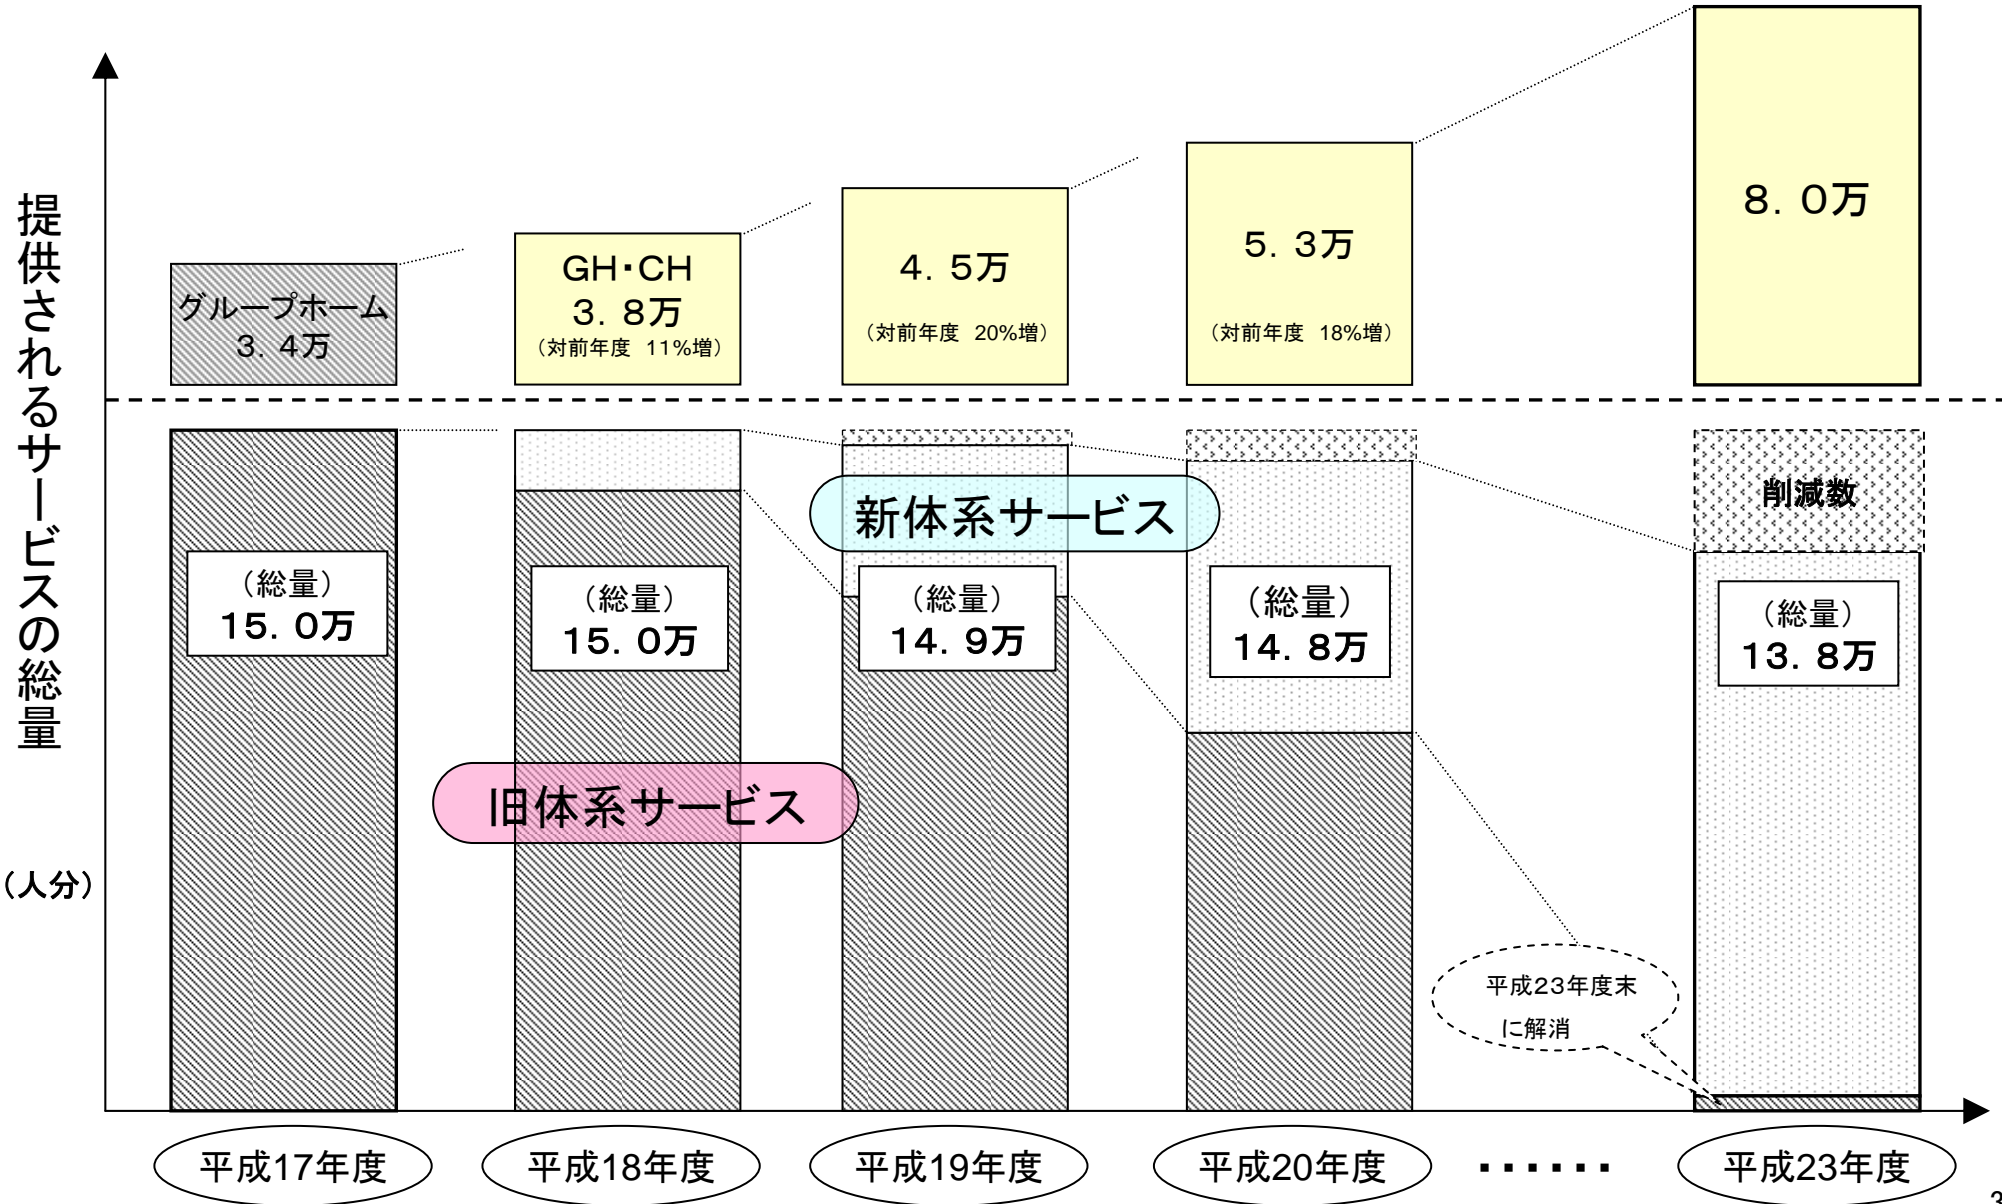 提供されるサービスの総量
（人分）
グループホーム
３．４万
GH・CH
３．８万
（対前年度　11%増）
４．５万
（対前年度　20%増）
５．３万
（対前年度　18%増）
８．０万
新体系サービス
削減数
（総量）
１５．０万
（総量）
１５．０万
（総量）
１４．９万
（総量）
１４．８万
（総量）
１３．８万
旧体系サービス
平成２３年度末
に解消
平成17年度
平成18年度
平成19年度
平成20年度
・・・・・・
平成23年度